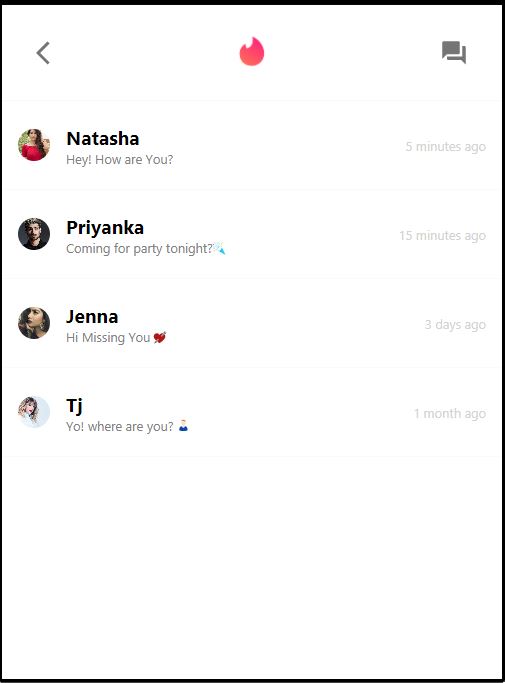 Natasha
Hey! How are You?
5 minutes ago
Priyanka
Coming for party tonight?
15 minutes ago
Jenna
Hi Missing You 💘
3 days ago
Tj
Yo! where are you?
1 month ago